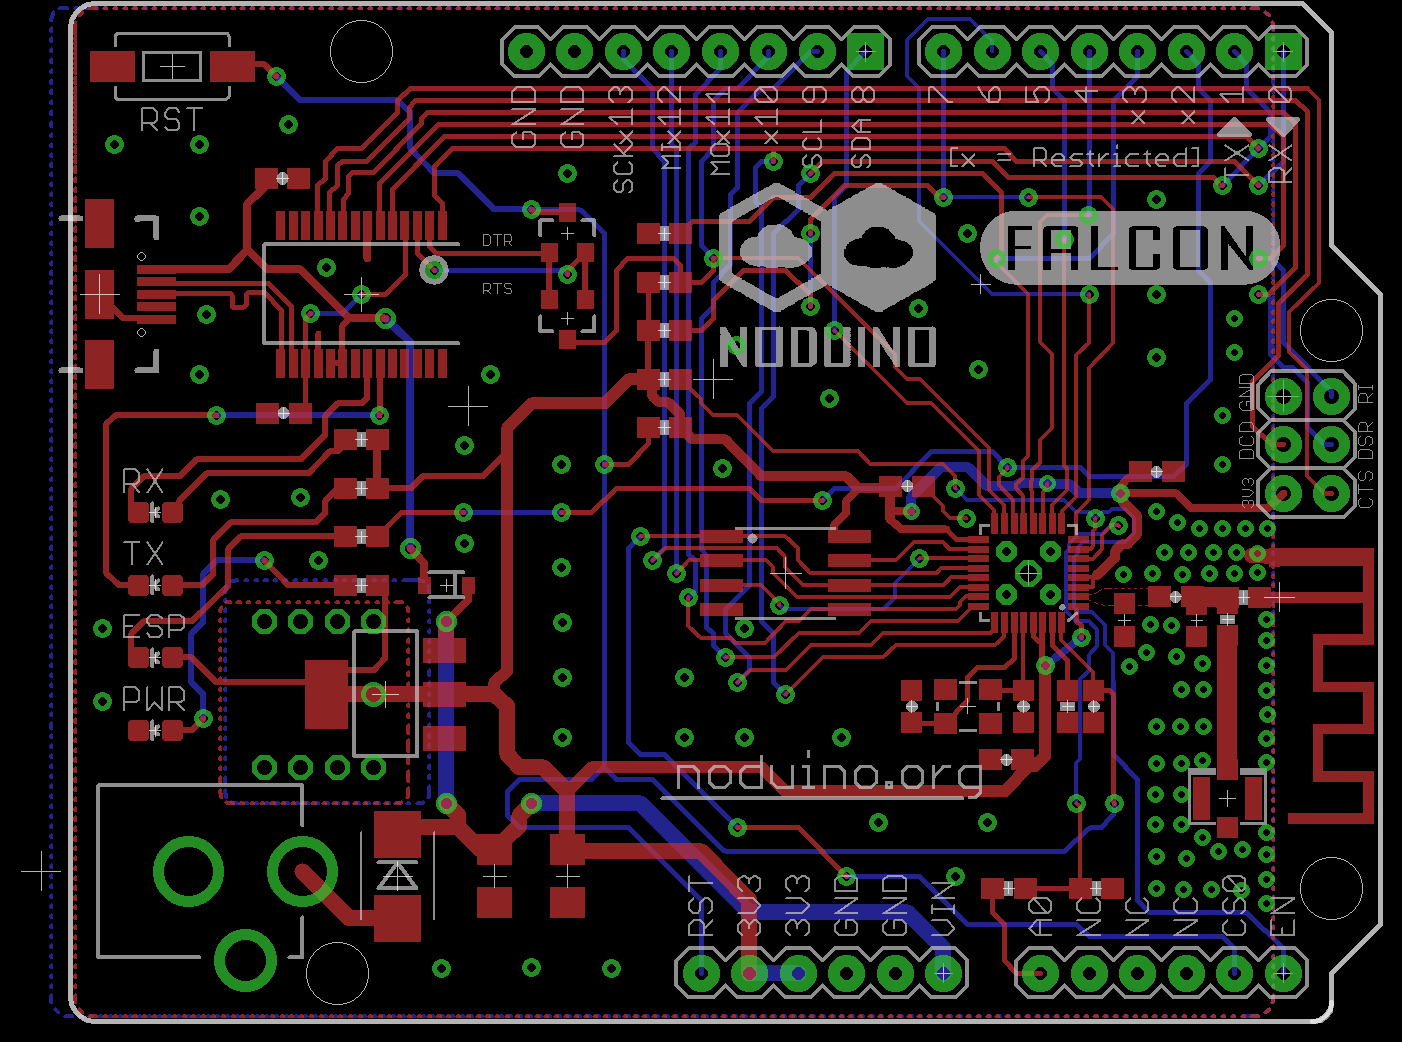 RST
GND
GND
SCKx13
MIx12
MOx11
x10
SCL 9
SDA 8
7
6
5
4
x3
x2
TX 1
RX 0
[x = Restricted]
DTR
RTS
FALCON
NODUINO
GND
RI
DCD
DSR
3V3
CTS
RX
TX
ESP
PWR
noduino.org
RST
3V3
3V3
GND
GND
VIN
A0
NC
NC
NC
CS0
EN